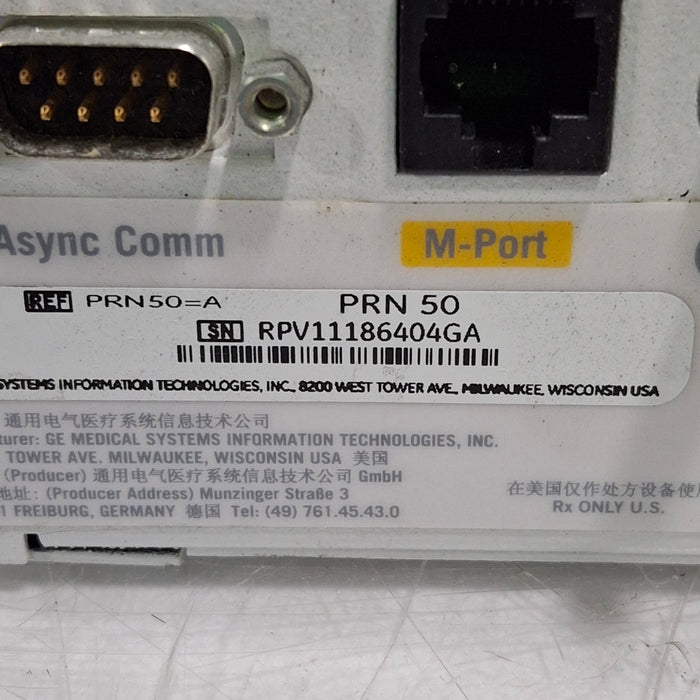 Async Comm
M-Port
REF PRN50=A PRN 50
SN RPV11186404GA
SYSTEMS INFORMATION TECHNOLOGIES, INC., 8200 WEST TOWER AVE., MILWAUKEE, WISCONSIN USA
通用电气医疗系统信息技术公司
turer: GE MEDICAL SYSTEMS INFORMATION TECHNOLOGIES, INC.
TOWER AVE. MILWAUKEE, WISCONSIN USA 美国
(Producer) 通用电气医疗系统信息技术公司 GmbH
地址: (Producer Address) Munzinger Straße 3
1 FREIBURG, GERMANY 德国 Tel: (49) 761.45.43.0
在美国仅作处方设备使用
Rx ONLY U.S.